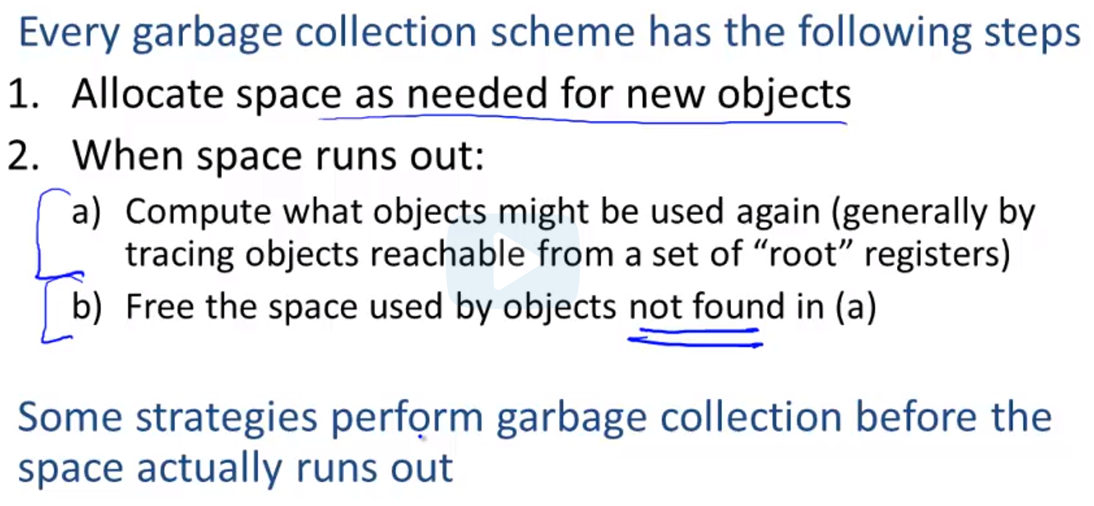 Every garbage collection scheme has the following steps
1. Allocate space as needed for new objects
2. When space runs out:
a) Compute what objects might be used again (generally by
tracing objects reachable from a set of “root” registers)
b) Free the space used by objects not found in (a)
Some strategies perform garbage collection before the
space actually runs out